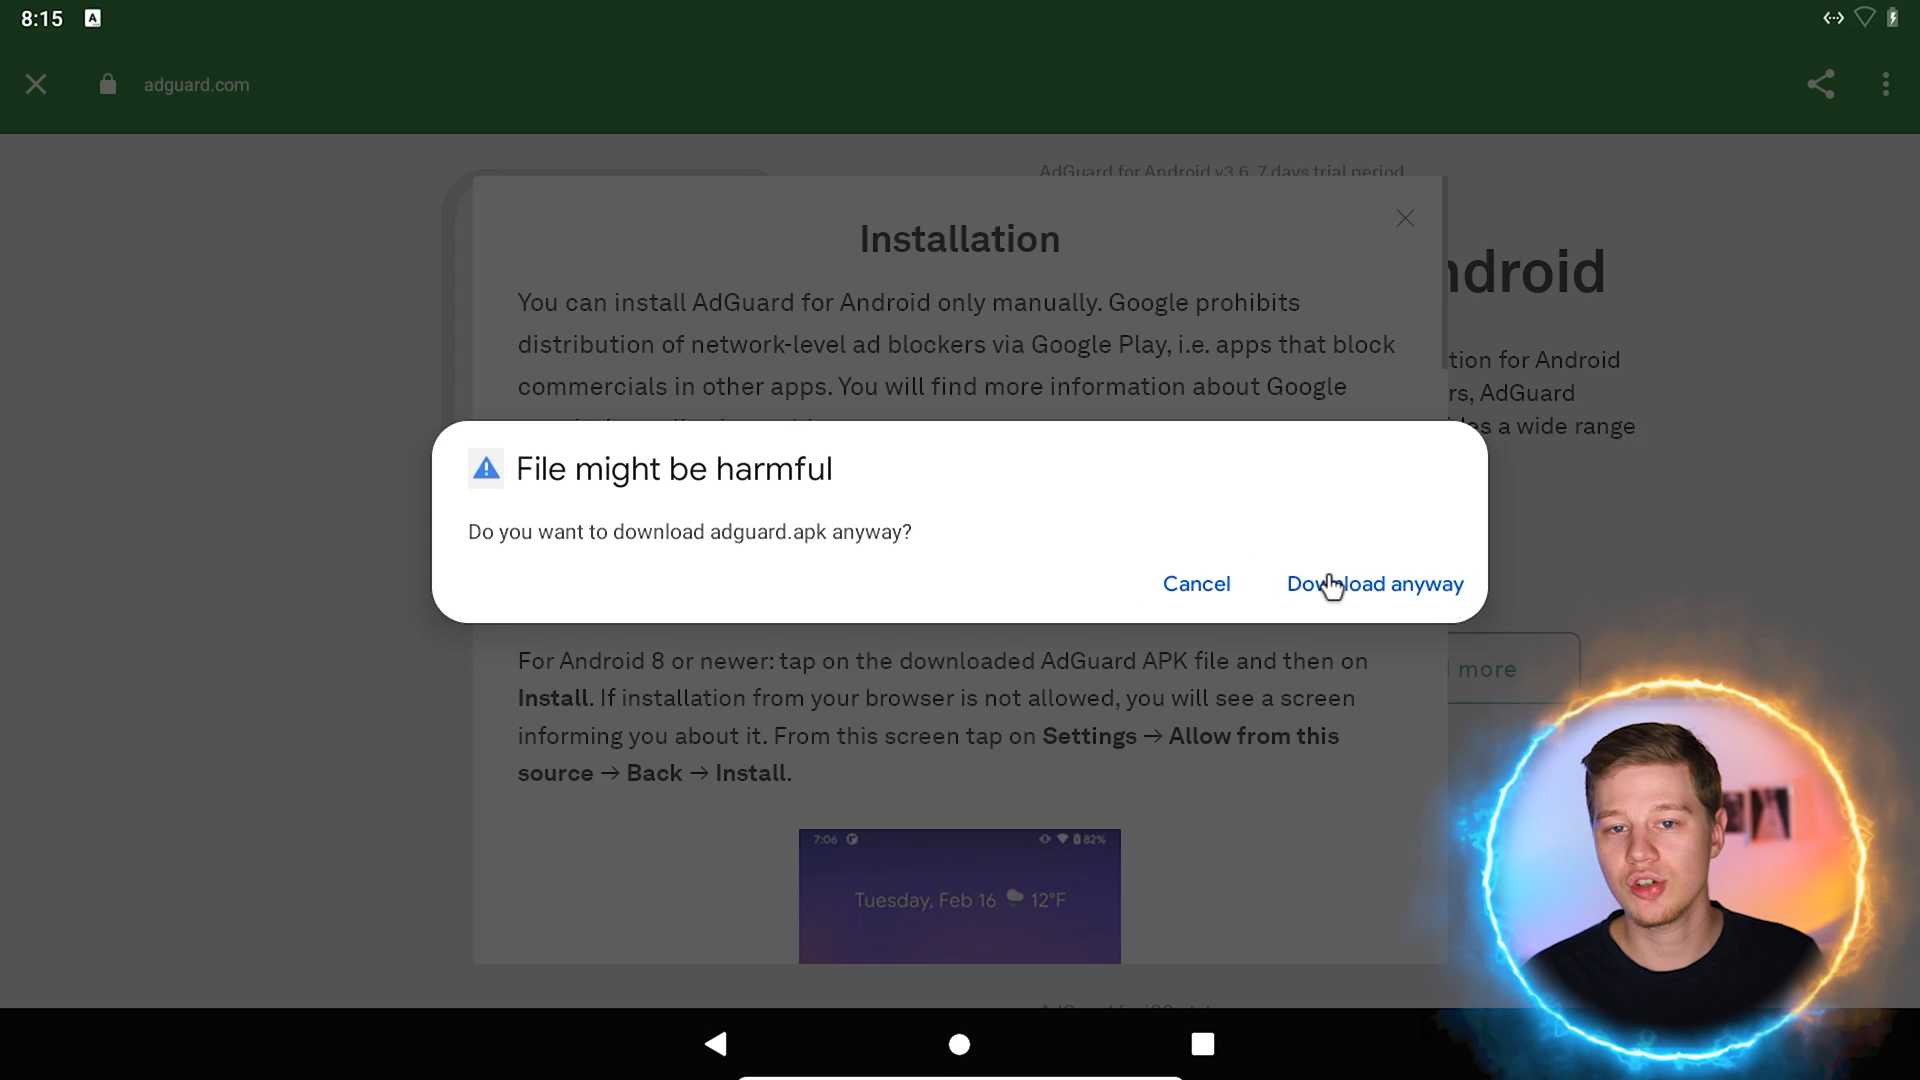 8:15
adguard.com
AdGuard for Android v3.6, 7 days trial period
Installation
ndroid
You can install AdGuard for Android only manually. Google prohibits
distribution of network-level ad blockers via Google Play, i.e. apps that block
commercials in other apps. You will find more information about Google
tion for Android
rs, AdGuard
des a wide range
File might be harmful
Do you want to download adguard.apk anyway?
Cancel
Download anyway
For Android 8 or newer: tap on the downloaded AdGuard APK file and then on
Install. If installation from your browser is not allowed, you will see a screen
informing you about it. From this screen tap on Settings → Allow from this
source → Back → Install.
more
7:06
82%
Tuesday, Feb 16 12°F